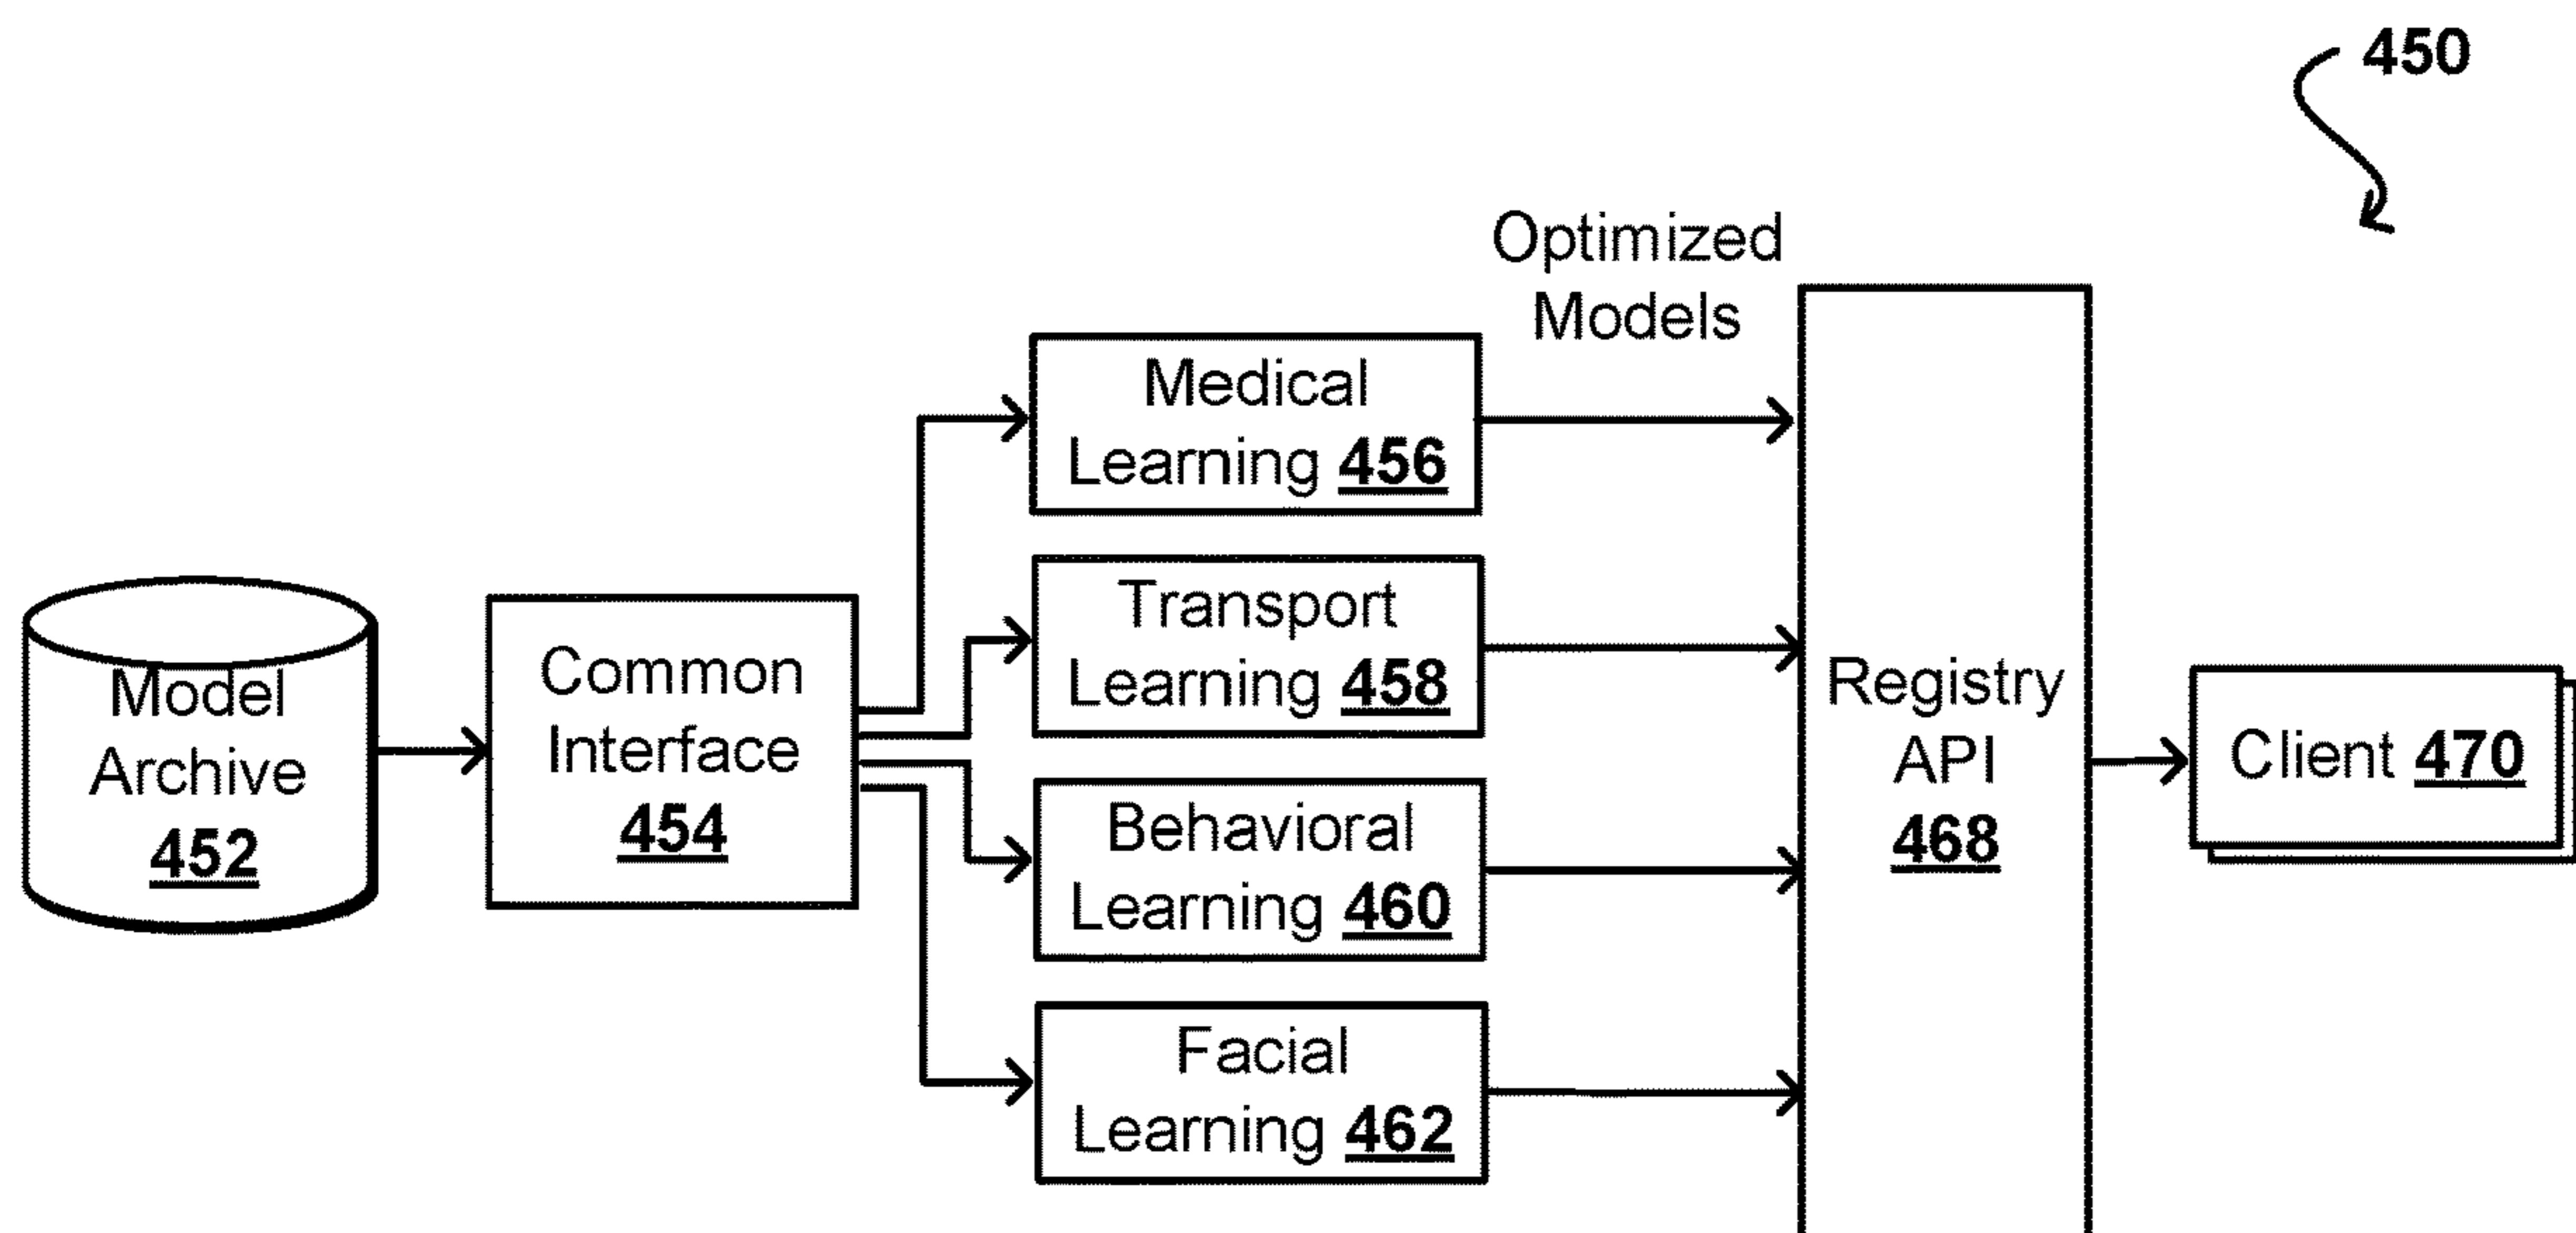 450
Optimized
Models
Medical
Learning 456
Transport
Learning 458
Behavioral
Learning 460
Facial
Learning 462
Model
Archive
452
Common
Interface
454
Registry
API
468
Client 470